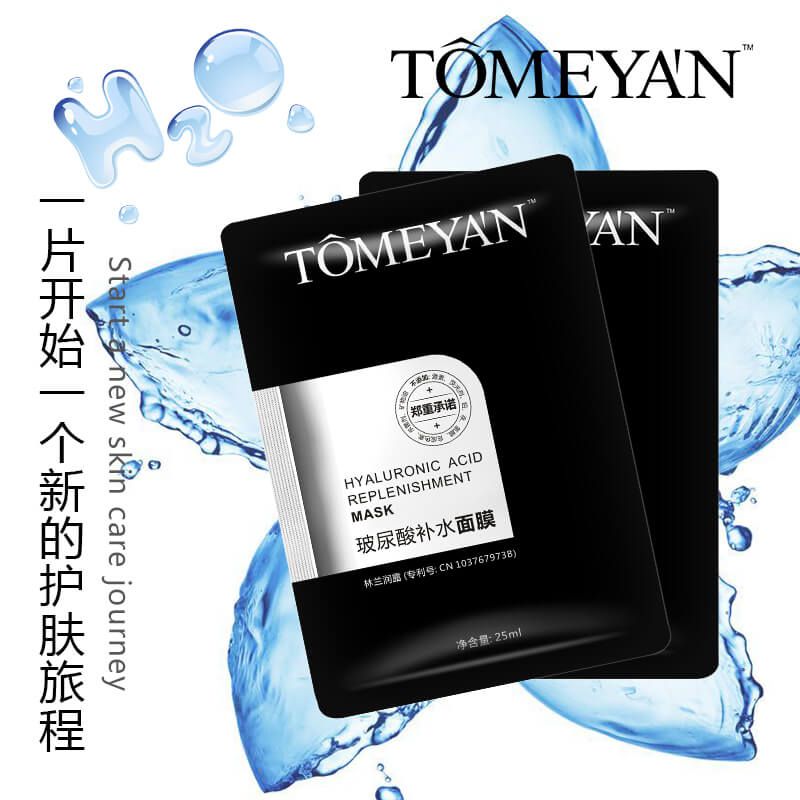 H₂O
TÔMEYA'N™
一片开始一个新的护肤旅程
Start a new skin care journey
TÔMEYA'N™
YA'N™
郑重承诺
HYALURONIC ACID
REPLENISHMENT
MASK
玻尿酸补水面膜
林兰润露 (专利号: CN 103767973B)
净含量: 25ml